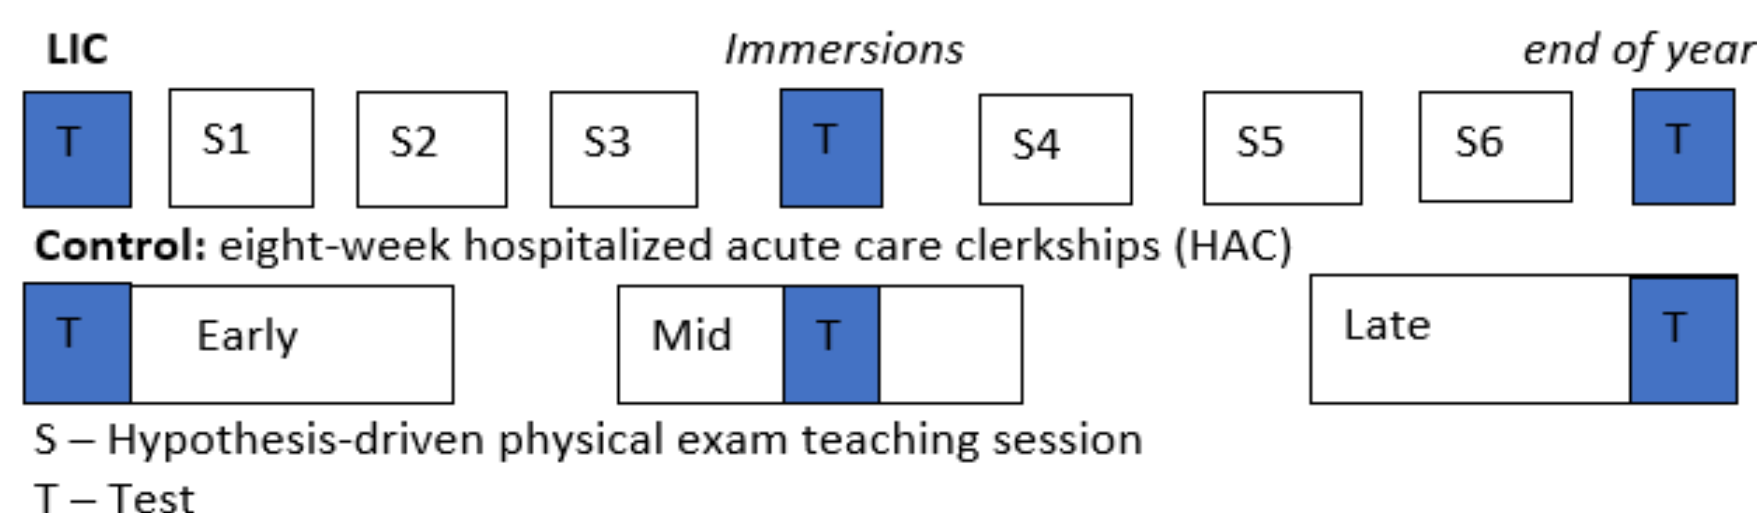 LIC Immersions end of year
T S1 S2 S3 T S4 S5 S6 T
Control: eight-week hospitalized acute care clerkships (HAC)
T Early Mid T Late T
S – Hypothesis-driven physical exam teaching session
T – Test